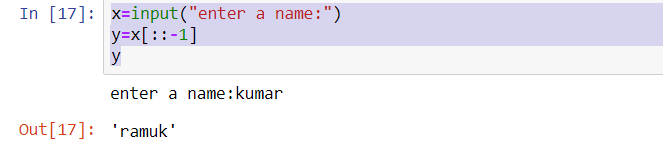 In [17]: x=input("enter a name:")
y=x[::-1]
y
enter a name:kumar
Out[17]: 'ramuk'